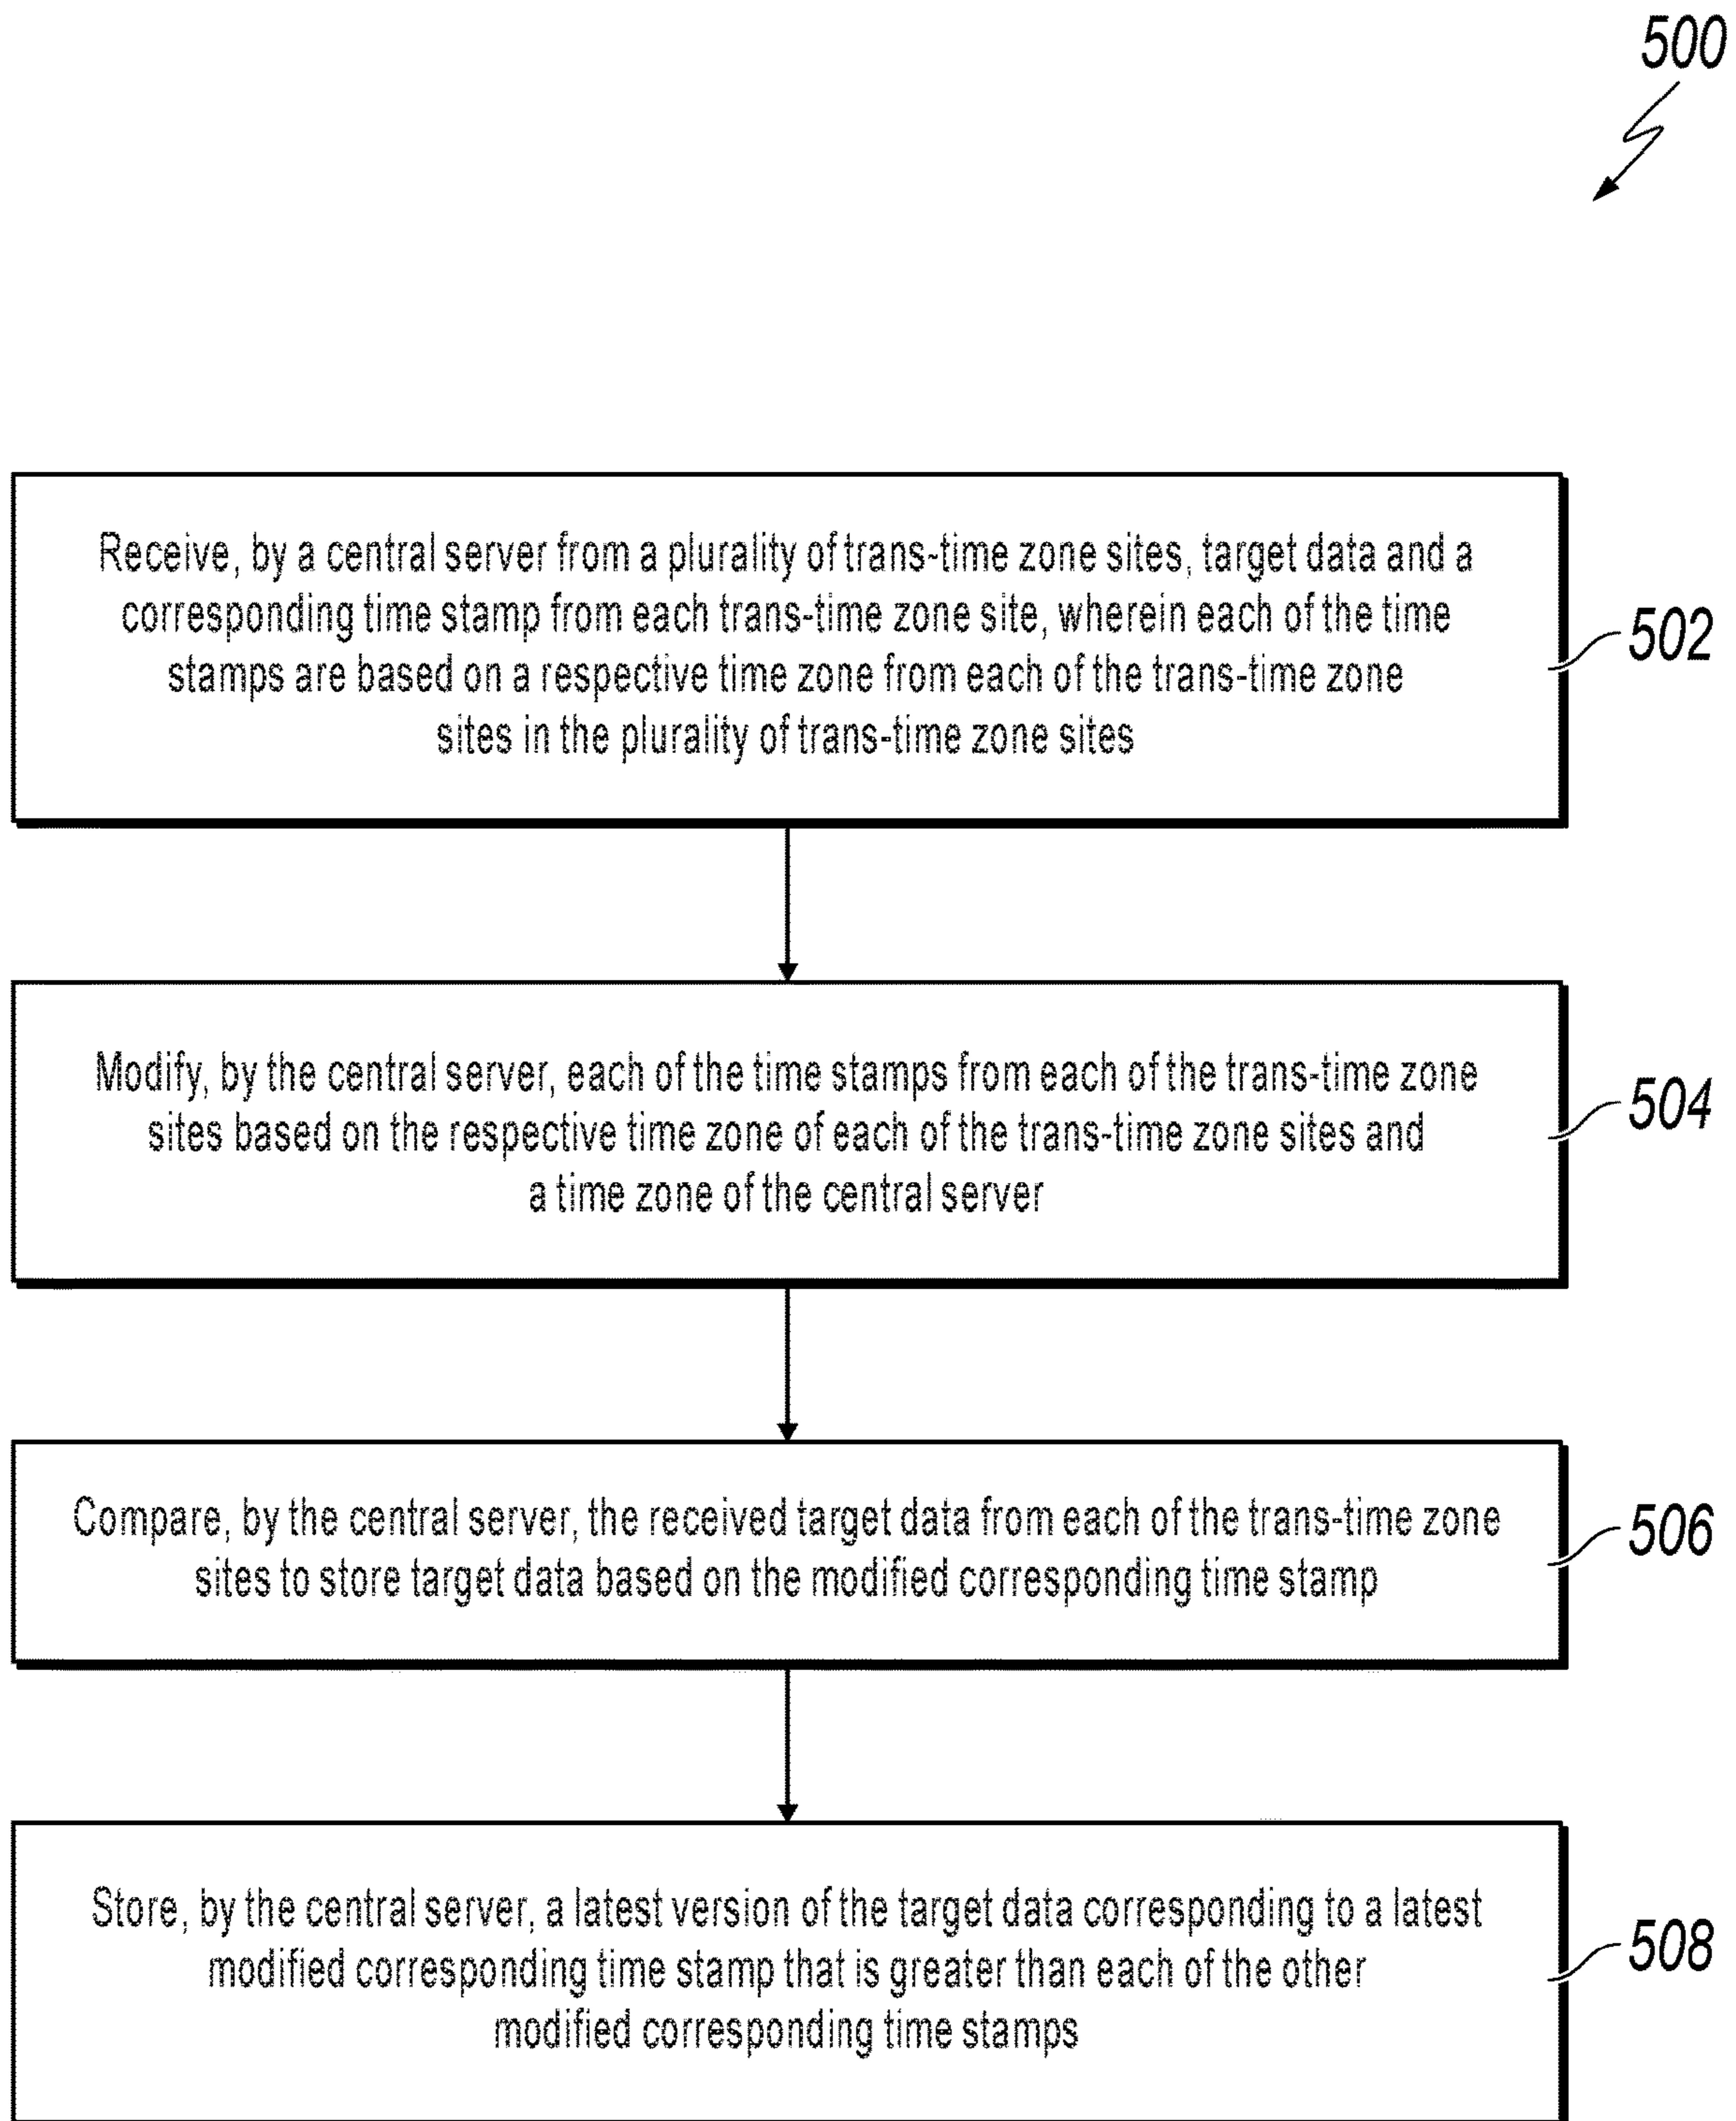 500
Receive, by a central server from a plurality of trans-time zone sites, target data and a
corresponding time stamp from each trans-time zone site, wherein each of the time
stamps are based on a respective time zone from each of the trans-time zone
sites in the plurality of trans-time zone sites
502
Modify, by the central server, each of the time stamps from each of the trans-time zone
sites based on the respective time zone of each of the trans-time zone sites and
a time zone of the central server
504
Compare, by the central server, the received target data from each of the trans-time zone
sites to store target data based on the modified corresponding time stamp
506
Store, by the central server, a latest version of the target data corresponding to a latest
modified corresponding time stamp that is greater than each of the other
modified corresponding time stamps
508